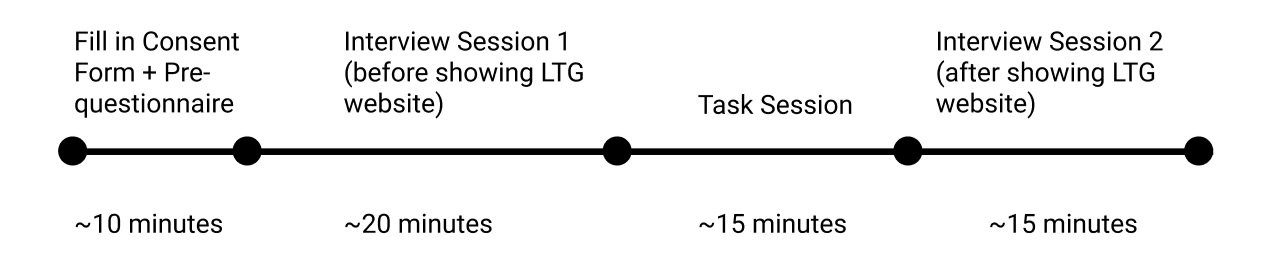 Fill in Consent
Form + Pre-
questionnaire
Interview Session 1
(before showing LTG
website)
Task Session
Interview Session 2
(after showing LTG
website)
~10 minutes
~20 minutes
~15 minutes
~15 minutes